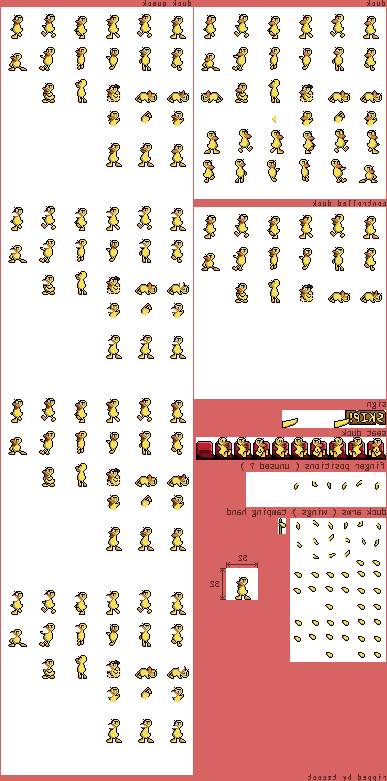 duck quack
duck
controlled duck
sign
SKIP!
seat duck
finger positions ( unused ? )
duck arms ( wings ) hand
32
32
ripped by